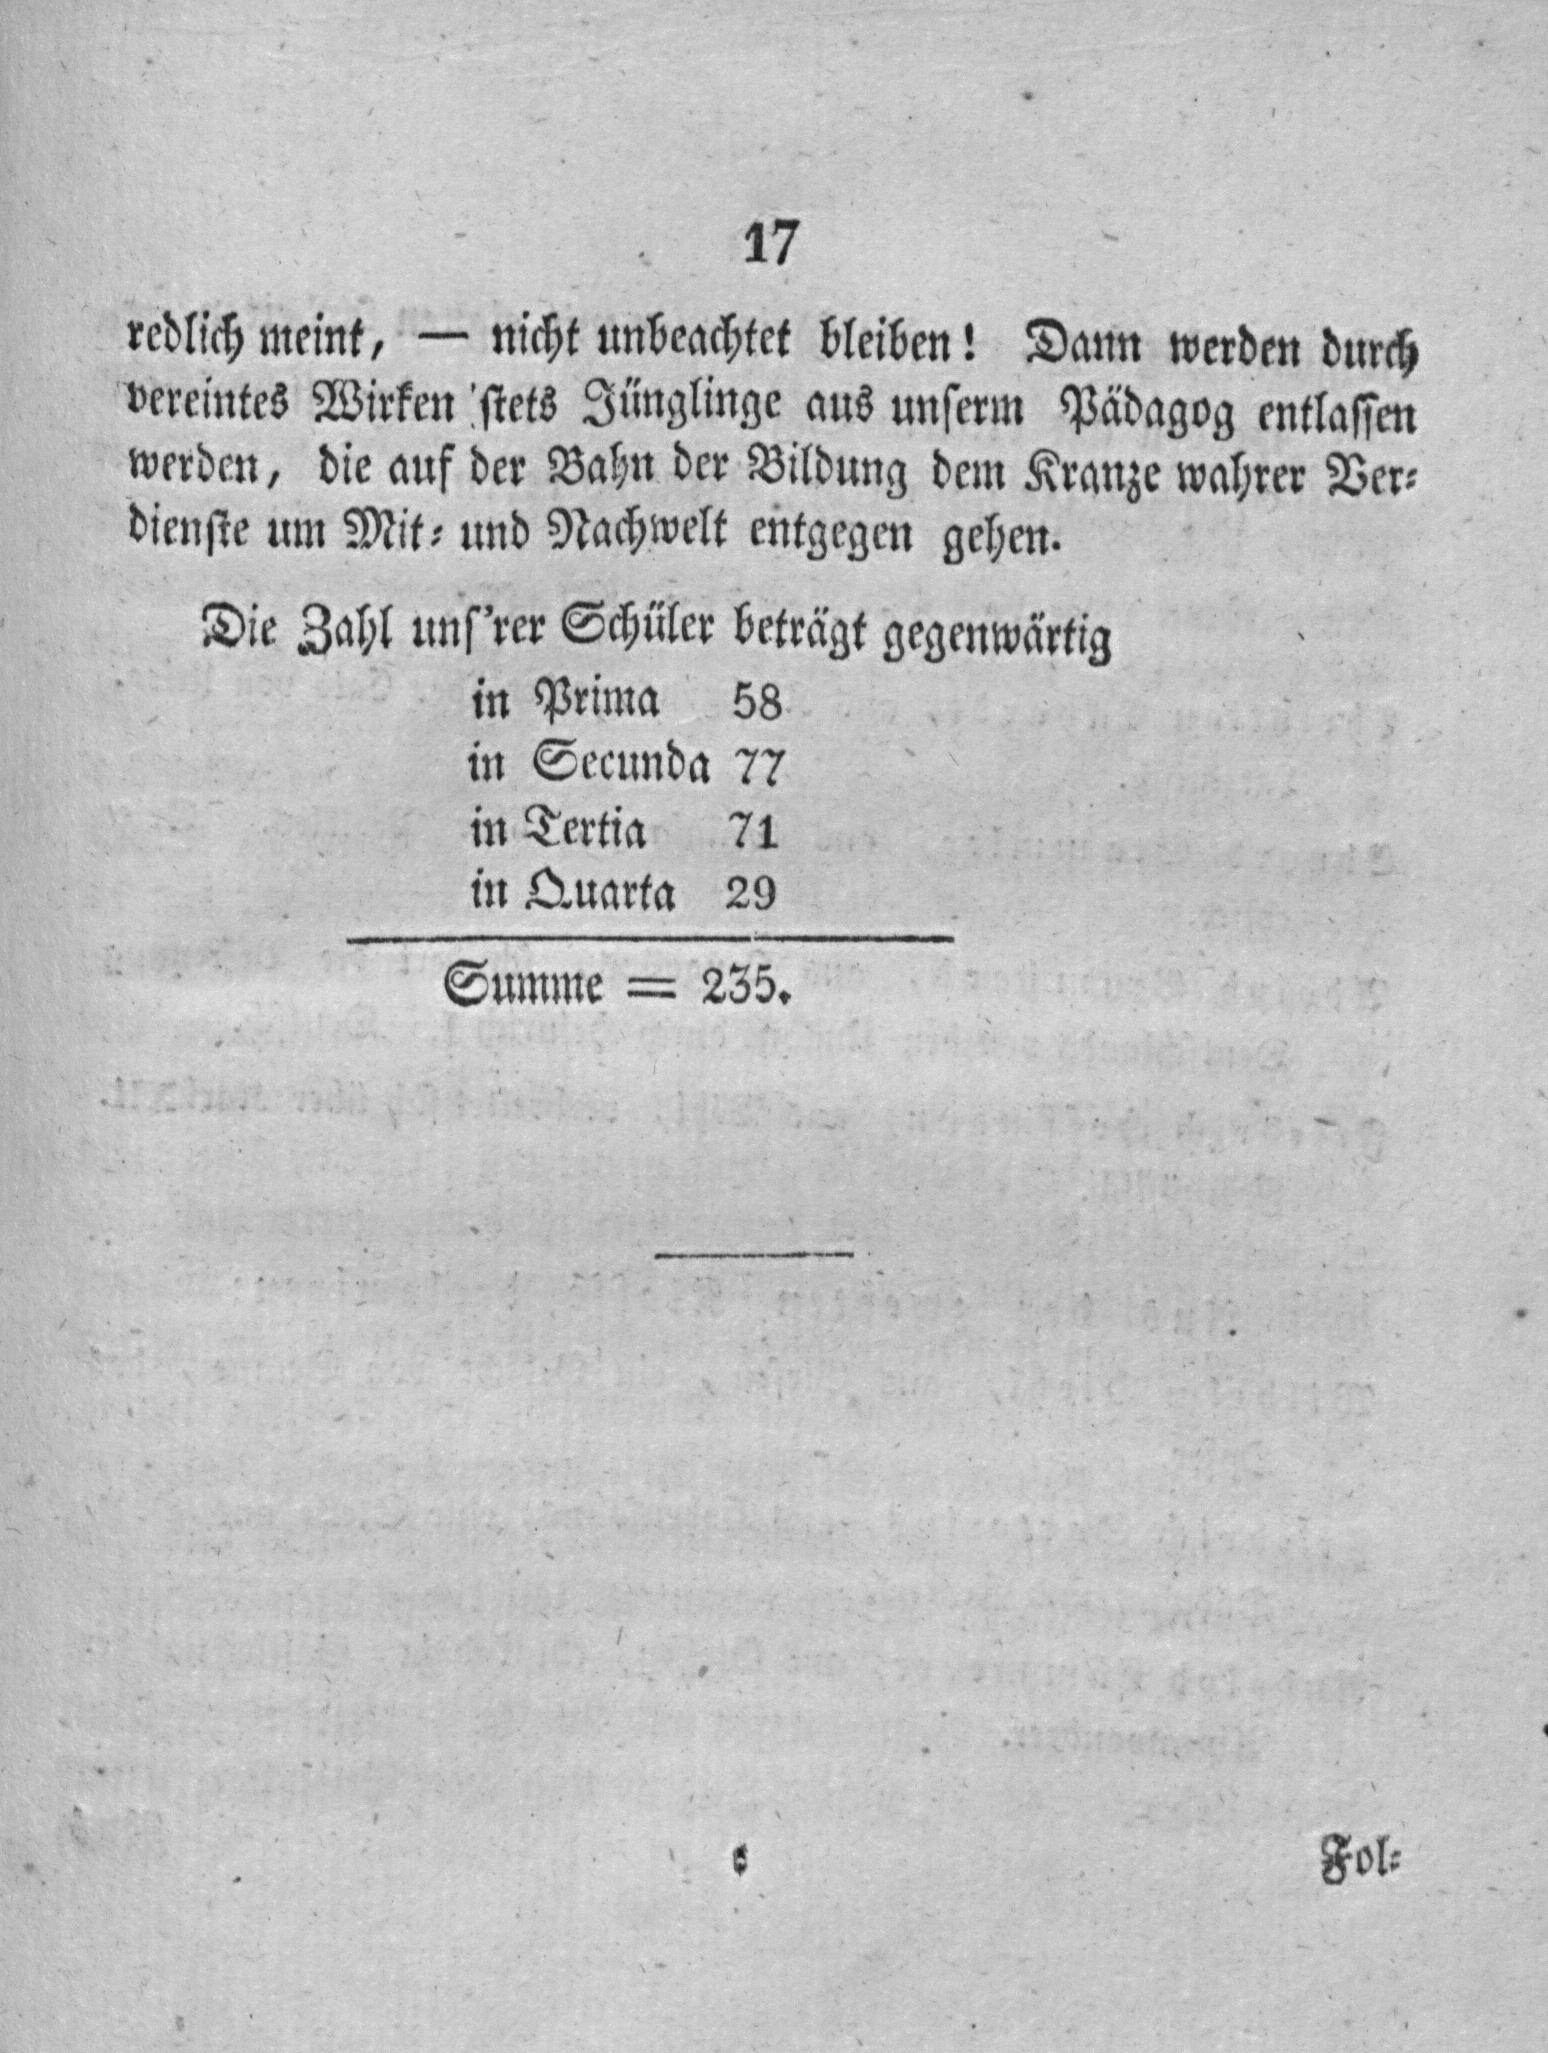 17
redlich meint, — nicht unbeachtet bleiben! Dann werden durch
vereintes Wirken stets Jünglinge aus unserm Pädagog entlassen
werden, die auf der Bahn der Bildung dem Kranze wahrer Ver-
dienste um Mit- und Nachwelt entgegen gehen.
Die Zahl uns'rer Schüler beträgt gegenwärtig
in Prima 58
in Secunda 77
in Tertia 71
in Quarta 29
Summe = 235.
Fol-